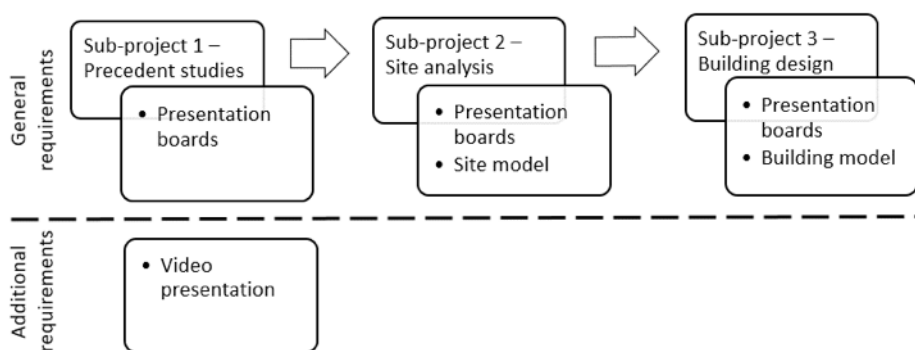 General
requirements
Sub-project 1 –
Precedent studies
• Presentation
boards
Sub-project 2 –
Site analysis
• Presentation
boards
• Site model
Sub-project 3 –
Building design
• Presentation
boards
• Building model
Additional
requirements
• Video
presentation